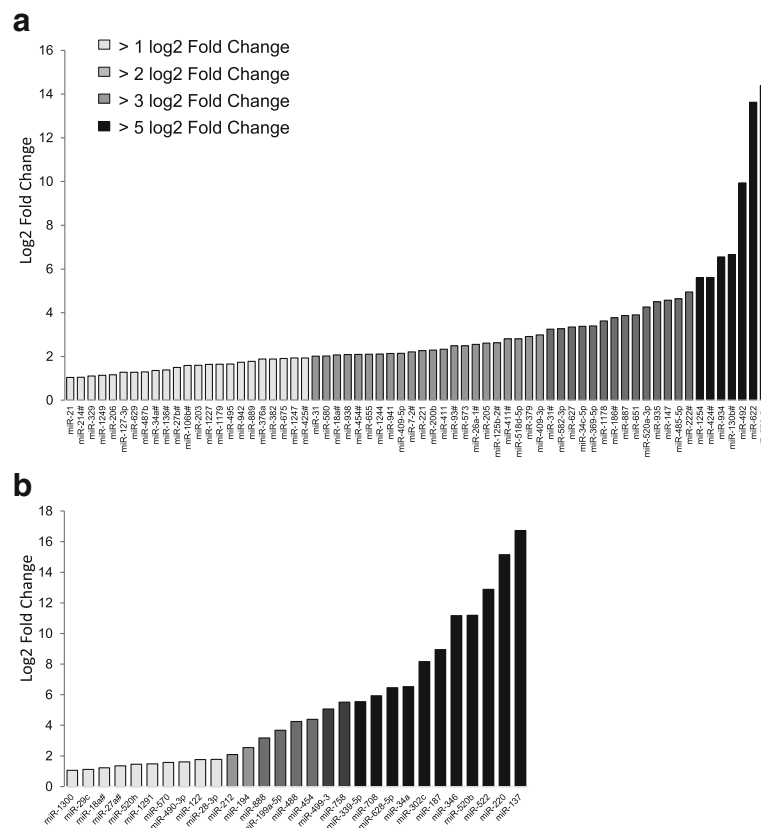 a
> 1 log2 Fold Change
> 2 log2 Fold Change
> 3 log2 Fold Change
> 5 log2 Fold Change
Log2 Fold Change
16
14
12
10
8
6
4
2
0
miR-21
miR-214#
miR-329
miR-1249
miR-206
miR-127-3p
miR-629
miR-487b
miR-34a#
miR-136#
miR-27b#
miR-106b#
miR-203
miR-1227
miR-1179
miR-495
miR-942
miR-889
miR-376a
miR-382
miR-675
miR-1247
miR-425#
miR-31
miR-580
miR-18a#
miR-938
miR-454#
miR-655
miR-1244
miR-941
miR-409-5p
miR-7-2#
miR-221
miR-200b
miR-411
miR-93#
miR-573
miR-26a-1#
miR-205
miR-125b-2#
miR-411#
miR-518d-5p
miR-379
miR-409-3p
miR-31#
miR-582-3p
miR-627
miR-34c-5p
miR-369-5p
miR-1178
miR-186#
miR-887
miR-651
miR-520a-3p
miR-935
miR-147
miR-485-5p
miR-222#
miR-1254
miR-424#
miR-934
miR-130b#
miR-492
miR-622
b
Log2 Fold Change
18
16
14
12
10
8
6
4
2
0
miR-1300
miR-29c
miR-18a#
miR-27a#
miR-520h
miR-1291
miR-570
miR-490-3p
miR-122
miR-28-3p
miR-212
miR-194
miR-888
miR-199a-5p
miR-488
miR-454
miR-499-3
miR-758
miR-339-5p
miR-708
miR-628-5p
miR-34a
miR-302c
miR-187
miR-346
miR-520b
miR-522
miR-220
miR-137